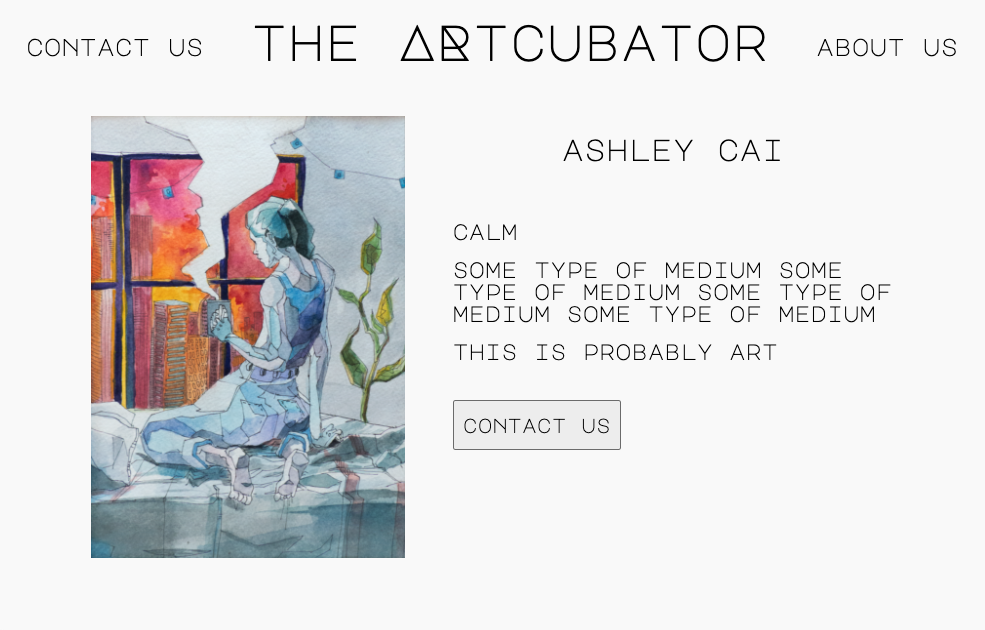 CONTACT US
THE ARTCUBATOR
ABOUT US
ASHLEY CAI
CALM
SOME TYPE OF MEDIUM SOME
TYPE OF MEDIUM SOME TYPE OF
MEDIUM SOME TYPE OF MEDIUM
THIS IS PROBABLY ART
CONTACT US